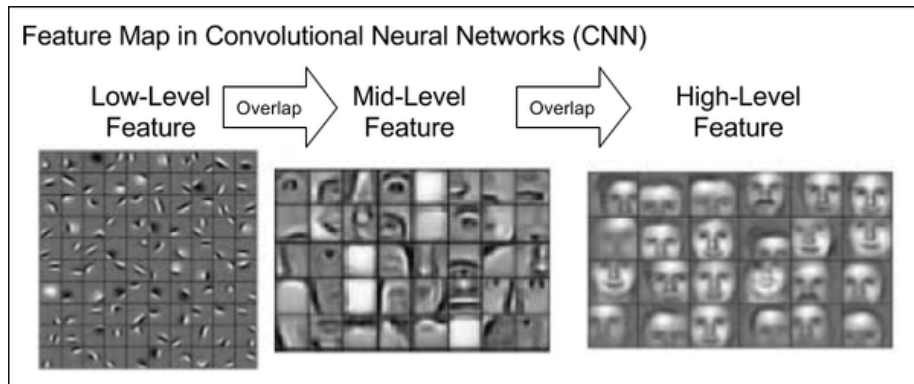 Feature Map in Convolutional Neural Networks (CNN)
Low-Level
Feature
Overlap
Mid-Level
Feature
Overlap
High-Level
Feature